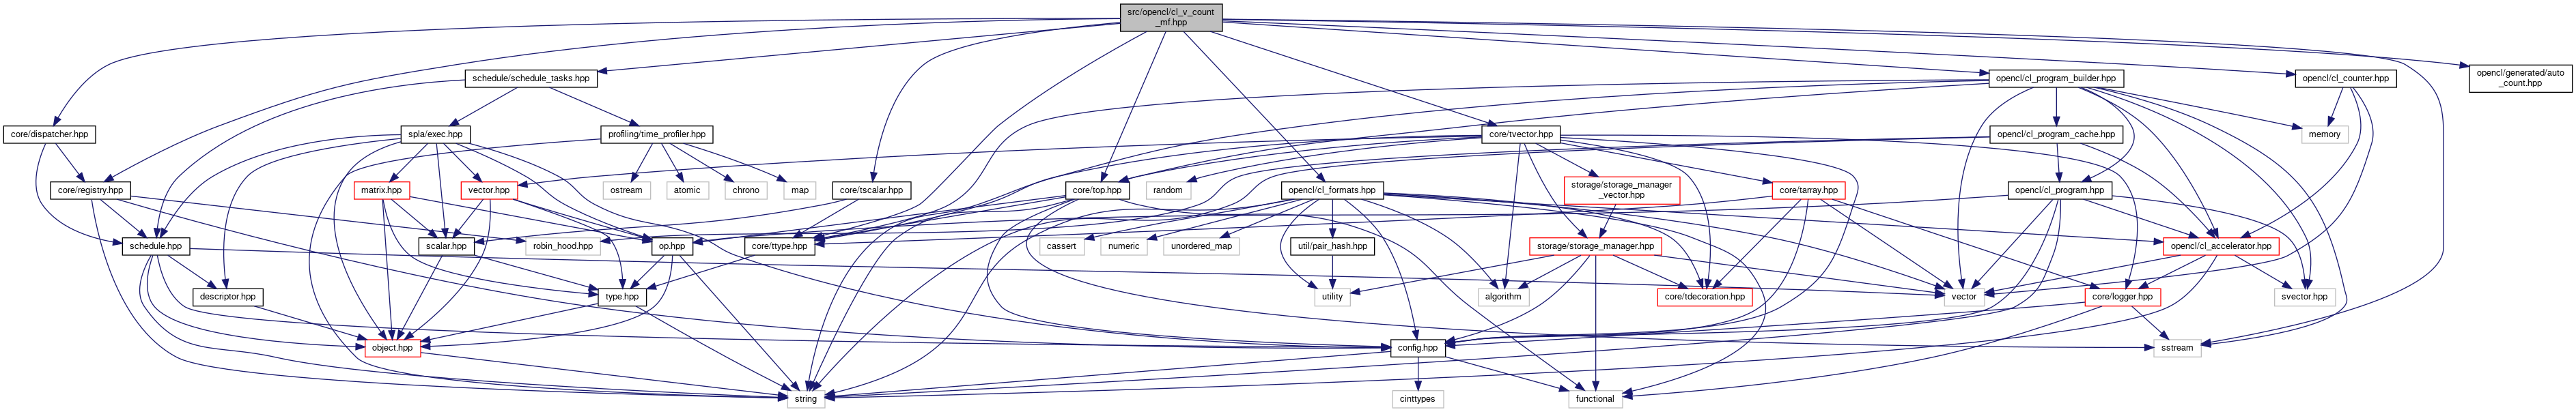 src/opencl/cl_v_count
_mf.hpp
schedule/schedule_tasks.hpp
opencl/cl_program_builder.hpp
opencl/cl_counter.hpp
opencl/generated/auto
_count.hpp
core/dispatcher.hpp
spla/exec.hpp
profiling/time_profiler.hpp
core/tvector.hpp
opencl/cl_program_cache.hpp
memory
core/registry.hpp
matrix.hpp
vector.hpp
ostream
atomic
chrono
map
core/tscalar.hpp
core/top.hpp
random
opencl/cl_formats.hpp
storage/storage_manager
_vector.hpp
core/tarray.hpp
opencl/cl_program.hpp
schedule.hpp
scalar.hpp
robin_hood.hpp
op.hpp
core/ttype.hpp
cassert
numeric
unordered_map
util/pair_hash.hpp
storage/storage_manager.hpp
opencl/cl_accelerator.hpp
descriptor.hpp
type.hpp
utility
algorithm
core/tdecoration.hpp
vector
core/logger.hpp
svector.hpp
object.hpp
config.hpp
sstream
string
cinttypes
functional